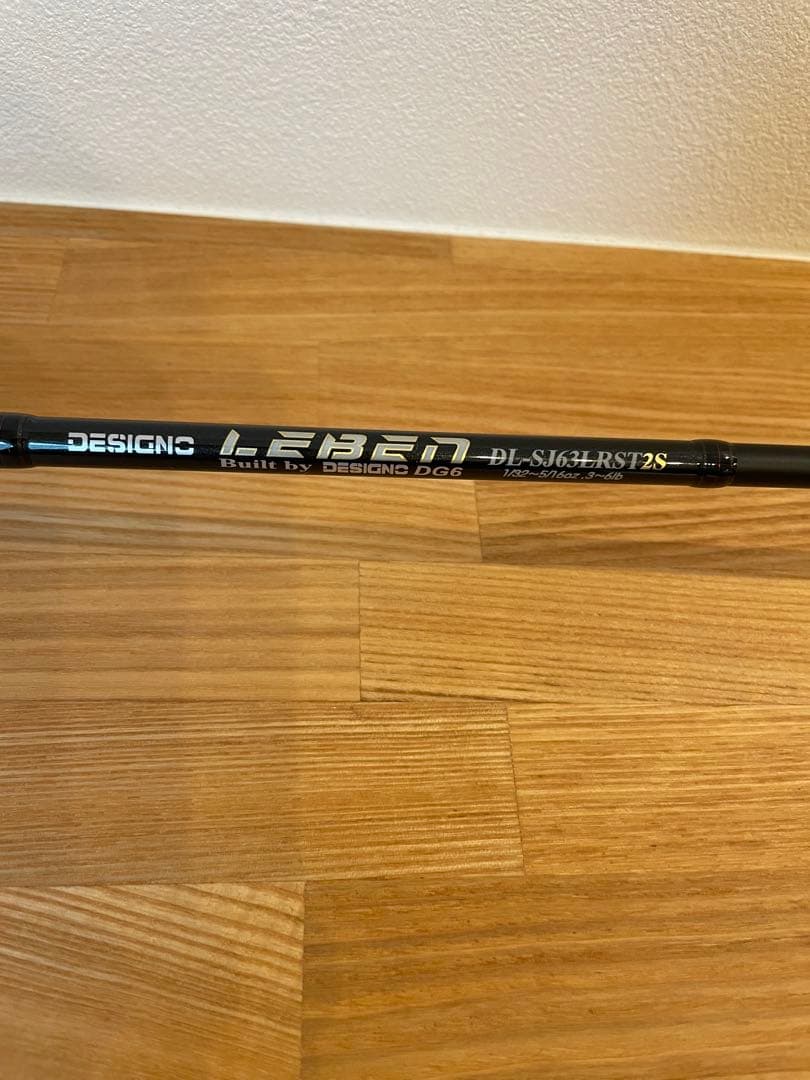 DESIGNO LEBEN DL-SJ63LRST2S
Built by DESIGNO DG6 1/32~5/16oz.3~6lb